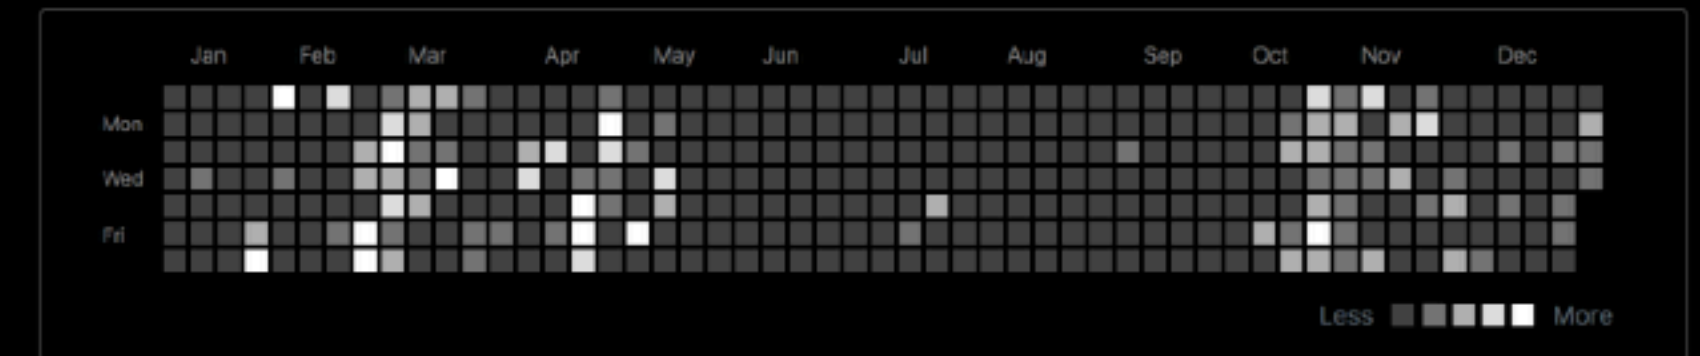 Jan Feb Mar Apr May Jun Jul Aug Sep Oct Nov Dec
Mon
Wed
Fri
Less More